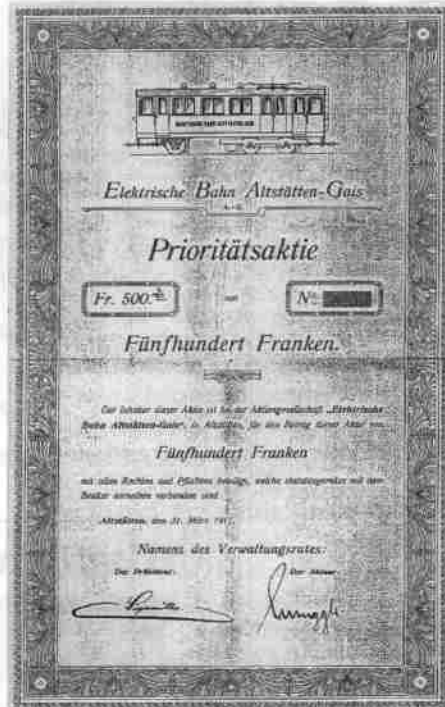 Elektrische Bahn Altstätten-Gais
A.-G.
Prioritätsaktie
Fr. 500.-
von
Nº
Fünfhundert Franken.
Der Inhaber dieser Aktie ist bei der Aktiengesellschaft „Elektrische
Bahn Altstätten-Gais", in Altstätten, für den Betrag dieser Aktie von
Fünfhundert Franken
mit allen Rechten und Pflichten beteiligt, welche statutengemäss mit dem
Besitze derselben verbunden sind.
Altstätten, den 31. März
Namens des Verwaltungsrates:
Der Präsident:
Der Aktuar: